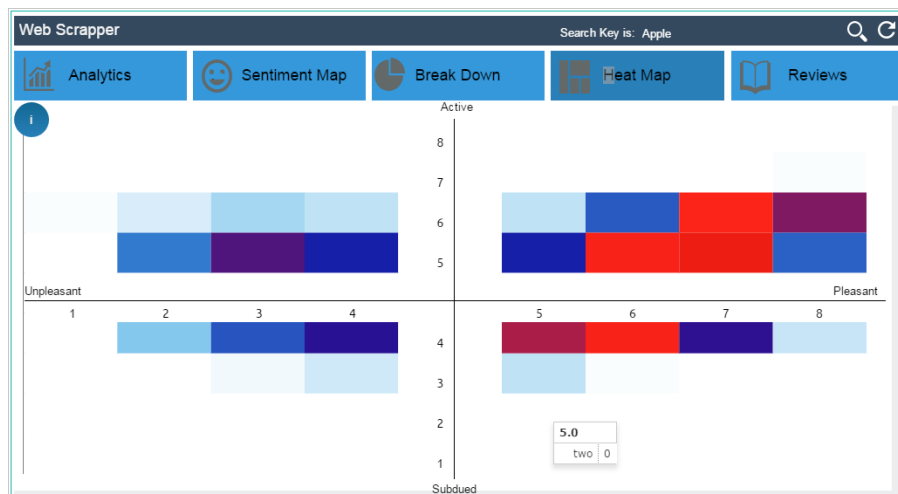 Web Scrapper
Search Key is: Apple
Analytics
Sentiment Map
Break Down
Heat Map
Reviews
i
Active
8
7
6
5
Unpleasant
Pleasant
1 2 3 4 5 6 7 8
4
3
2
5.0
two 0
1
Subdued